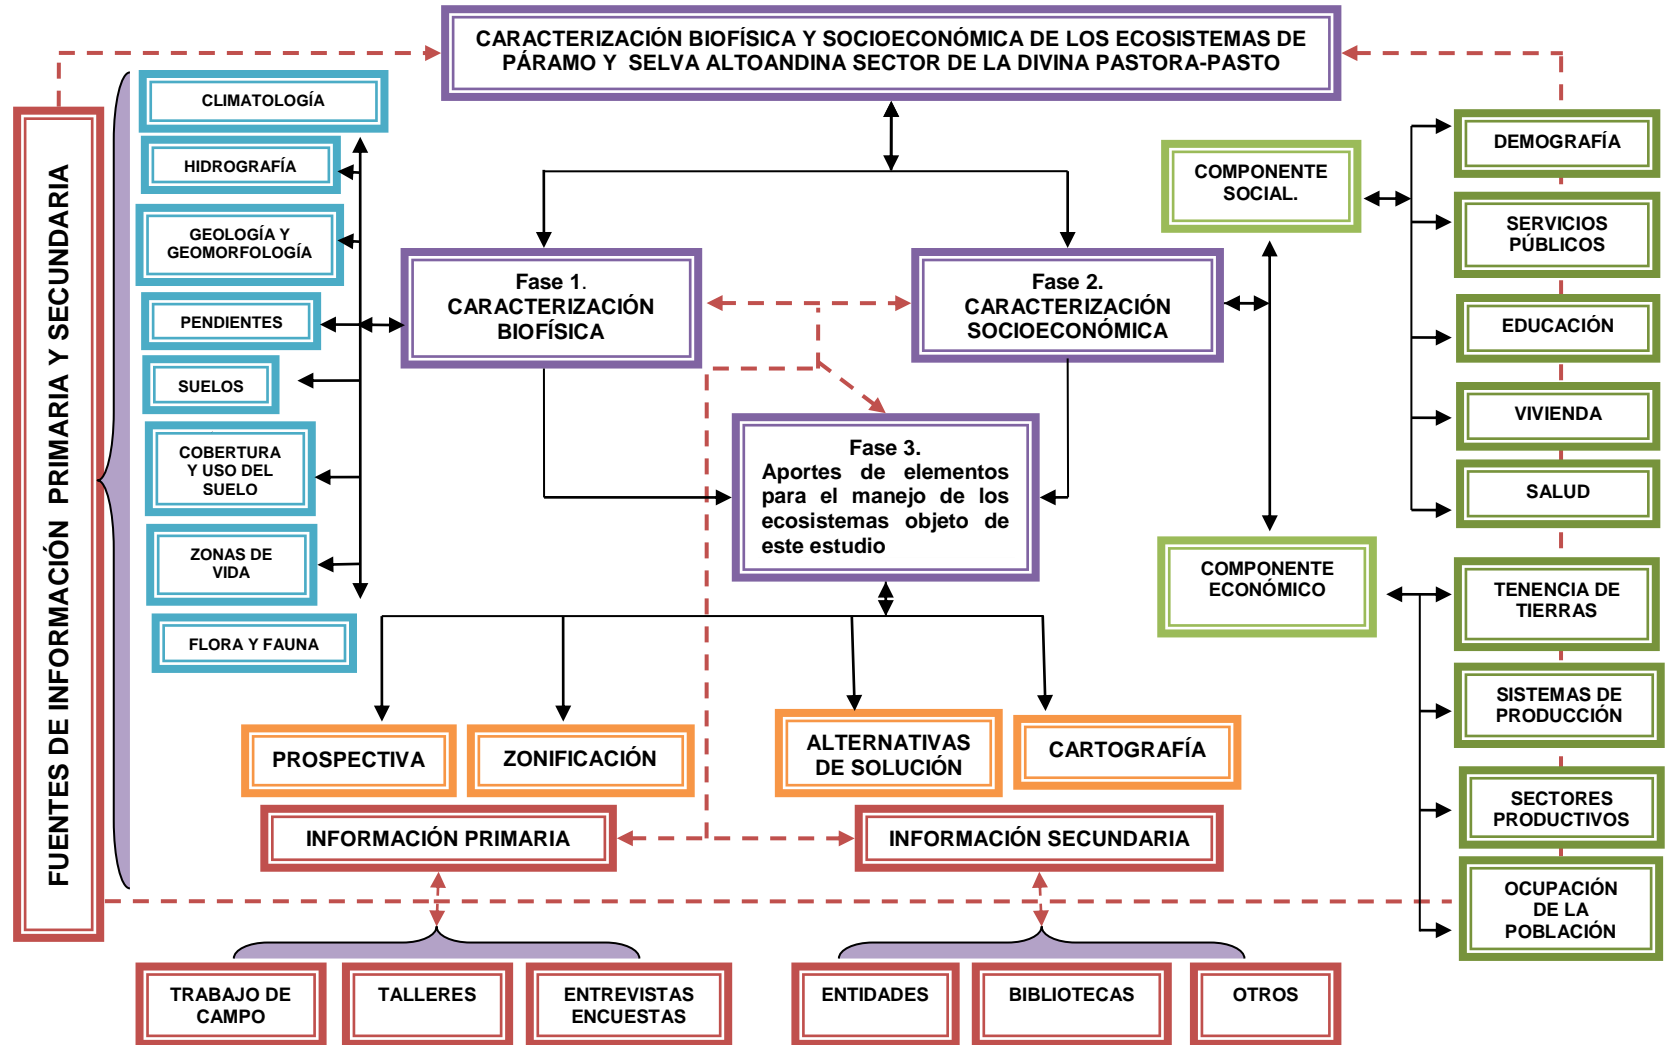 CARACTERIZACIÓN BIOFÍSICA Y SOCIOECONÓMICA DE LOS ECOSISTEMAS DE
PÁRAMO Y SELVA ALTOANDINA SECTOR DE LA DIVINA PASTORA-PASTO
FUENTES DE INFORMACIÓN PRIMARIA Y SECUNDARIA
CLIMATOLOGÍA
HIDROGRAFÍA
GEOLOGÍA Y
GEOMORFOLOGÍA
PENDIENTES
SUELOS
COBERTURA
Y USO DEL
SUELO
ZONAS DE
VIDA
FLORA Y FAUNA
Fase 1.
CARACTERIZACIÓN
BIOFÍSICA
Fase 2.
CARACTERIZACIÓN
SOCIOECONÓMICA
Fase 3.
Aportes de elementos
para el manejo de los
ecosistemas objeto de
este estudio
COMPONENTE
SOCIAL.
COMPONENTE
ECONÓMICO
DEMOGRAFÍA
SERVICIOS
PÚBLICOS
EDUCACIÓN
VIVIENDA
SALUD
TENENCIA DE
TIERRAS
SISTEMAS DE
PRODUCCIÓN
SECTORES
PRODUCTIVOS
OCUPACIÓN
DE LA
POBLACIÓN
PROSPECTIVA
ZONIFICACIÓN
ALTERNATIVAS
DE SOLUCIÓN
CARTOGRAFÍA
INFORMACIÓN PRIMARIA
INFORMACIÓN SECUNDARIA
TRABAJO DE
CAMPO
TALLERES
ENTREVISTAS
ENCUESTAS
ENTIDADES
BIBLIOTECAS
OTROS